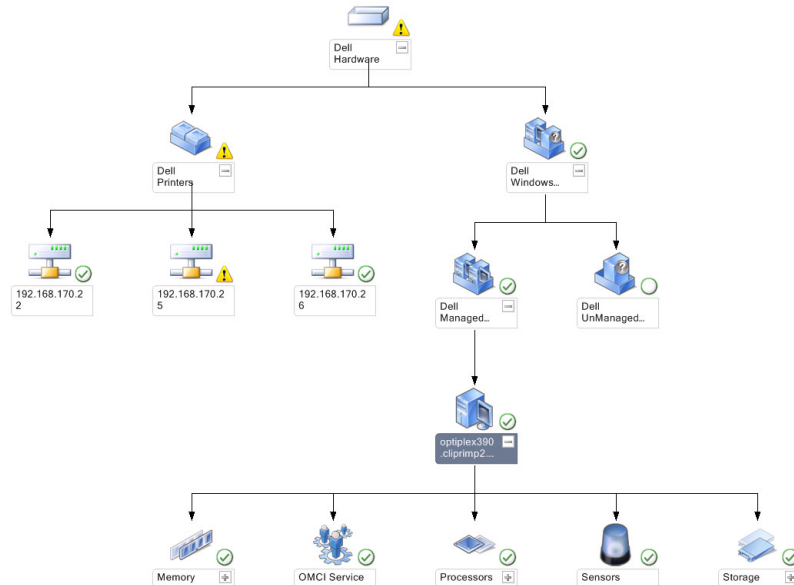 Dell
Hardware
Dell
Printers
Dell
Windows...
192.168.170.2
2
192.168.170.2
5
192.168.170.2
6
Dell
Managed...
Dell
UnManaged...
optiplex390
.cliprimp2....
Memory
OMCI Service
Processors
Sensors
Storage